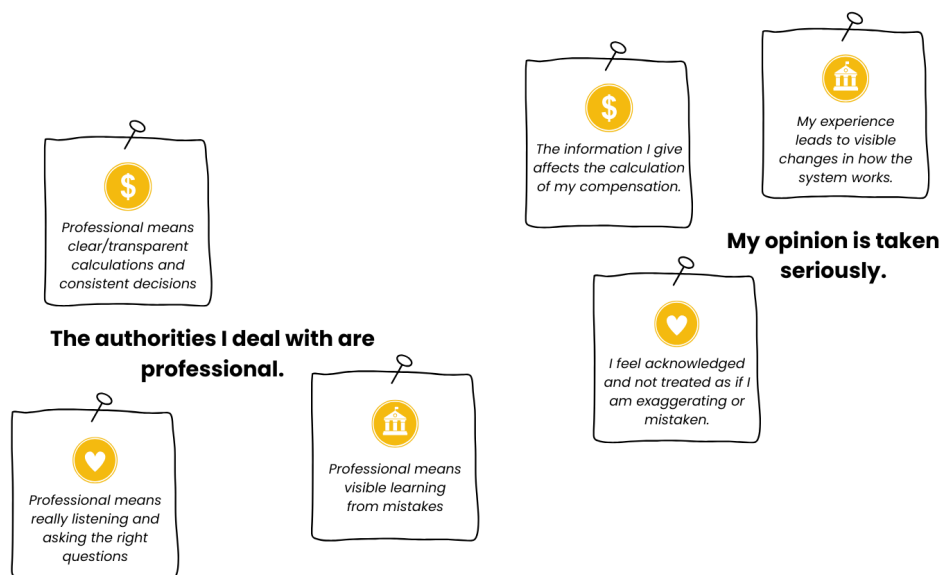 Professional means
clear/transparent
calculations and
consistent decisions
The authorities I deal with are
professional.
Professional means
really listening and
asking the right
questions
Professional means
visible learning
from mistakes
The information I give
affects the calculation
of my compensation.
My experience
leads to visible
changes in how the
system works.
My opinion is taken
seriously.
I feel acknowledged
and not treated as if I
am exaggerating or
mistaken.